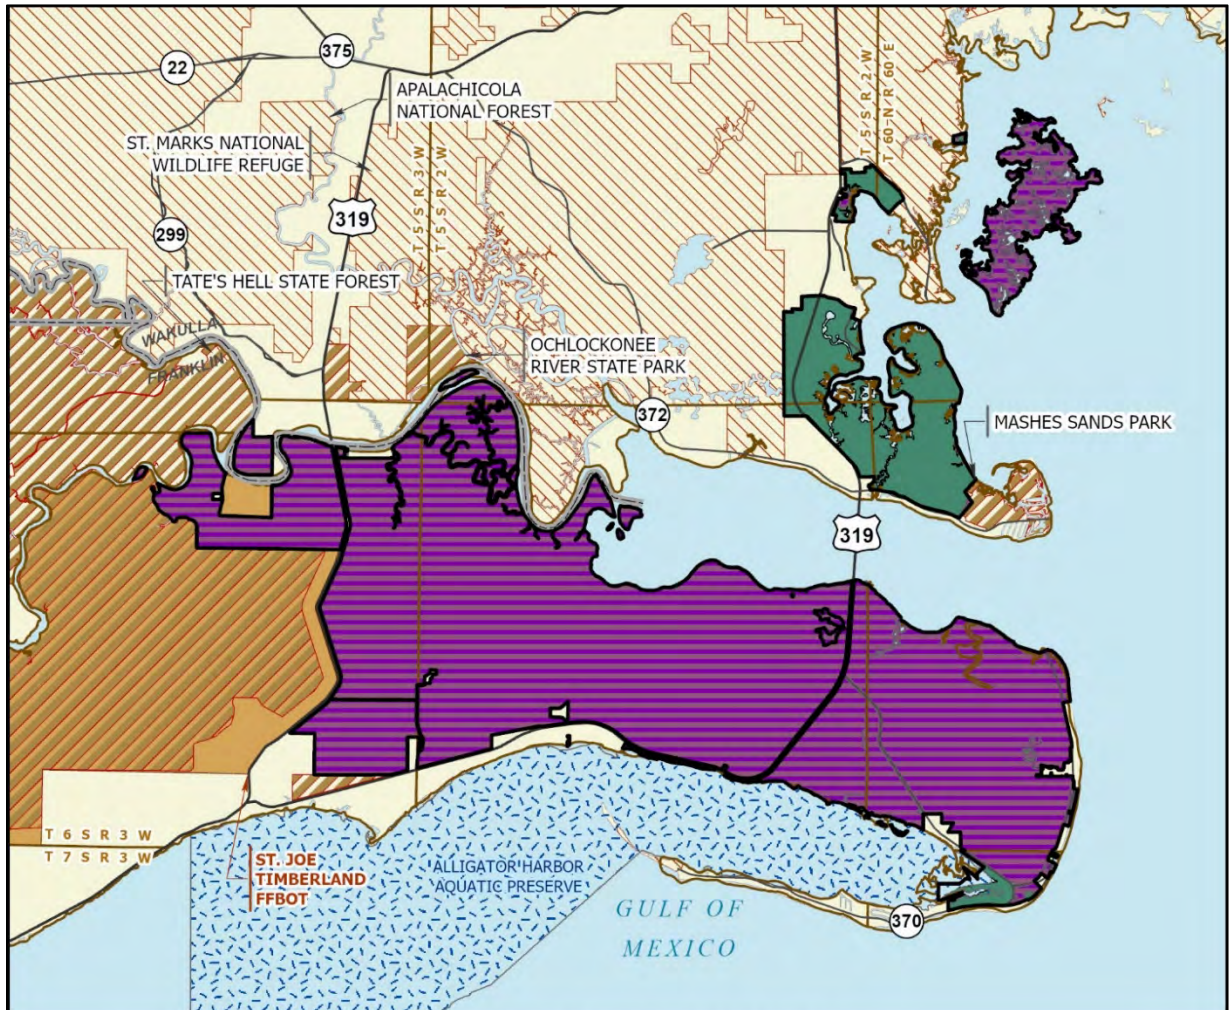 375
22
APALACHICOLA
NATIONAL FOREST
ST. MARKS NATIONAL
WILDLIFE REFUGE
T 5 S R 3 W
T 5 S R 2 W
T 5 S R 2 W
T 60-N / R 60 E
319
299
TATE'S HELL STATE FOREST
WAKULLA
FRANKLIN
OCHLOCKONEE
RIVER STATE PARK
372
MASHES SANDS PARK
319
T 6 S R 3 W
T 7 S R 3 W
ST. JOE
TIMBERLAND
FFBOT
ALLIGATOR HARBOR
AQUATIC PRESERVE
GULF OF
MEXICO
370